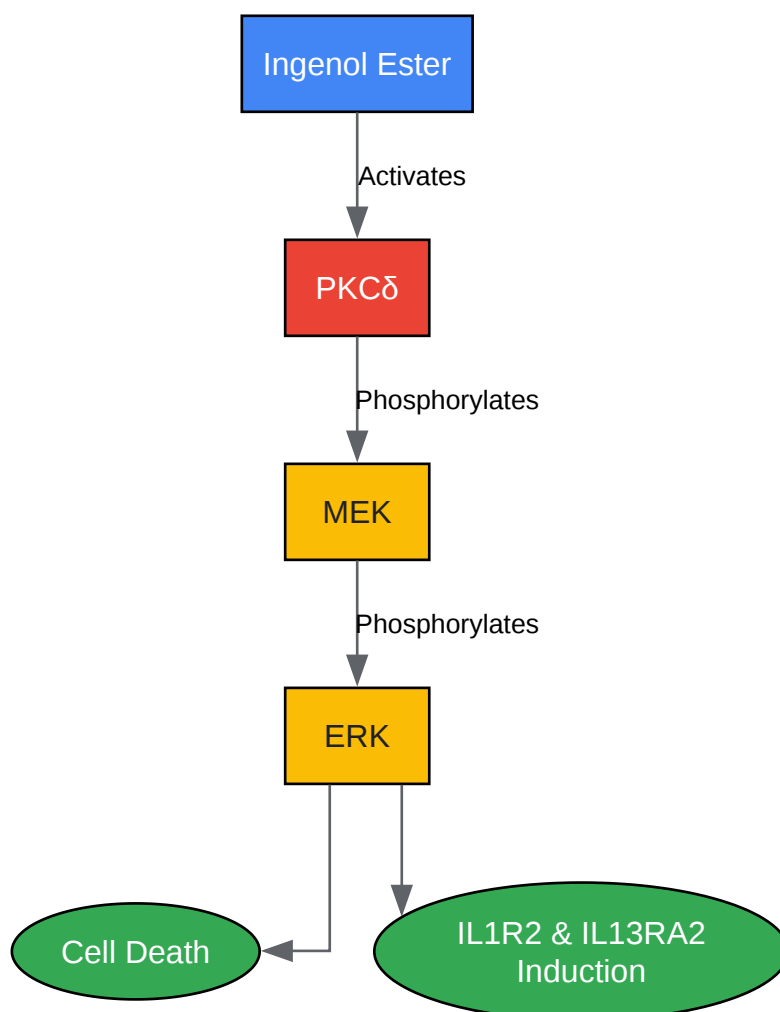 Ingenol Ester
Activates
PKCδ
Phosphorylates
MEK
Phosphorylates
ERK
Cell Death
IL1R2 & IL13RA2
Induction